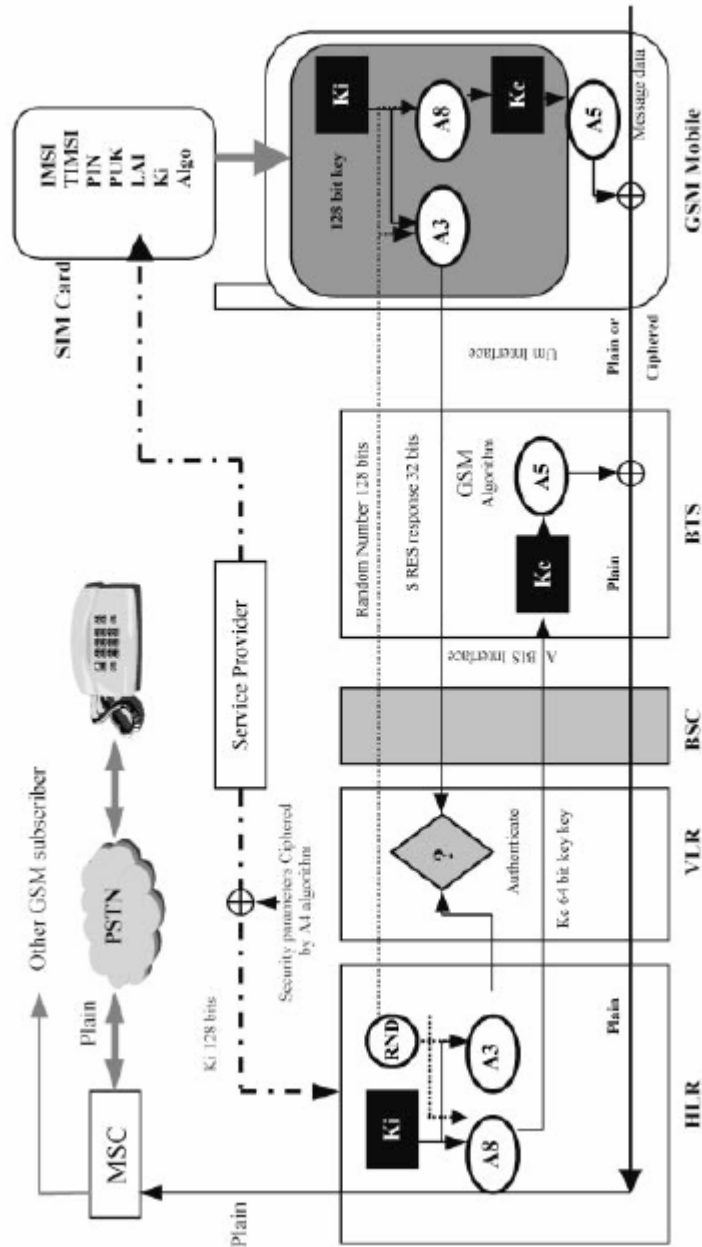 Other GSM subscriber
MSC
Plain
PSTN
Plain
Ki 128 bits
Security parameters Ciphered
by A4 algorithm
Service Provider
SIM Card
IMSI
TIMSI
PIN
PUK
LAI
Ki
Algo
Ki
RND
A8
A3
HLR
?
Authenticate
Kc 64 bit key key
VLR
BSC
A BIS Interface
Random Number 128 bits
S RES response 32 bits
GSM
Algorithm
Kc
A5
Plain
BTS
Um Interface
Plain or
Ciphered
128 bit key
Ki
A3
A8
Kc
A5
Message data
GSM Mobile
Plain